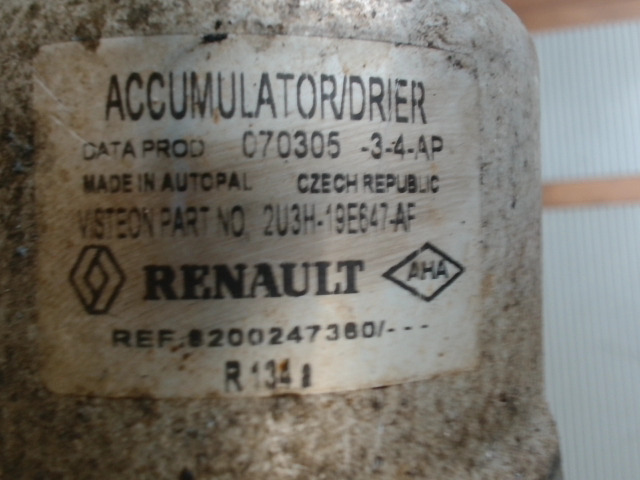 ACCUMULATOR/DRIER
DATA PROD 070305 -3-4-AP
MADE IN AUTOPAL CZECH REPUBLIC
VISTEON PART NO. 2U3H-19E647-AF
RENAULT AHA
REF.8200247360/---
R 134a